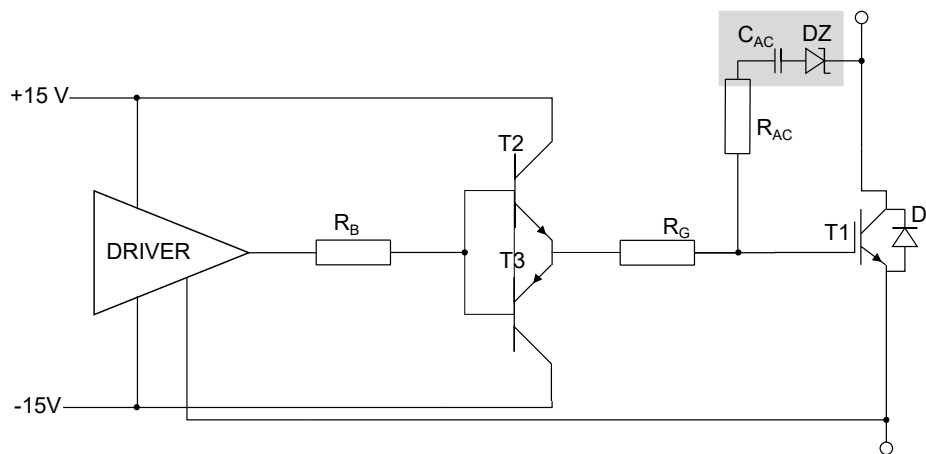 C_AC DZ
+15 V
R_AC
T2
R_B
R_G
T1
D
DRIVER
T3
-15V